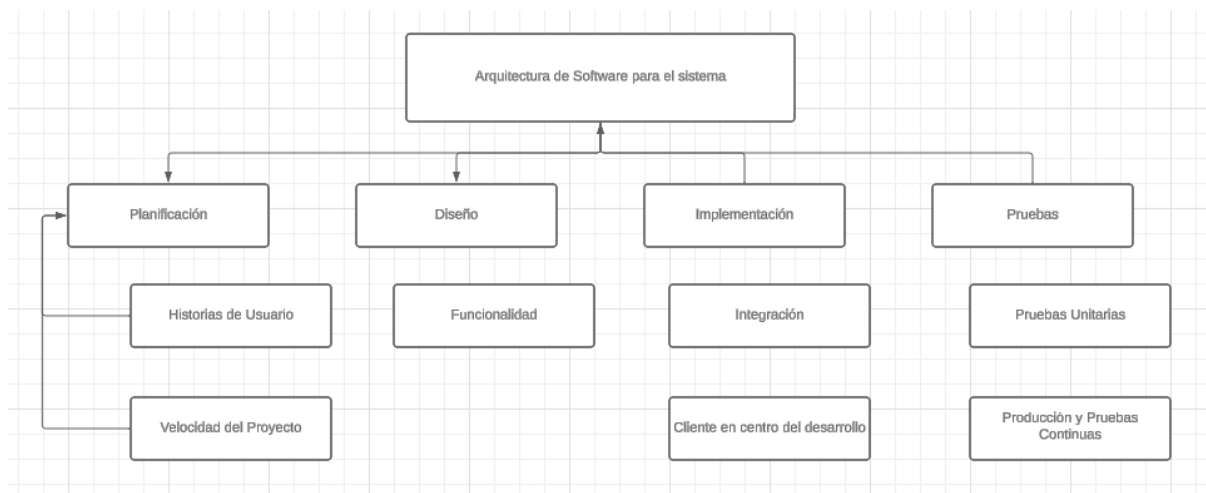 Arquitectura de Software para el sistema
Planificación
Diseño
Implementación
Pruebas
Historias de Usuario
Funcionalidad
Integración
Pruebas Unitarias
Velocidad del Proyecto
Cliente en centro del desarrollo
Producción y Pruebas
Continuas